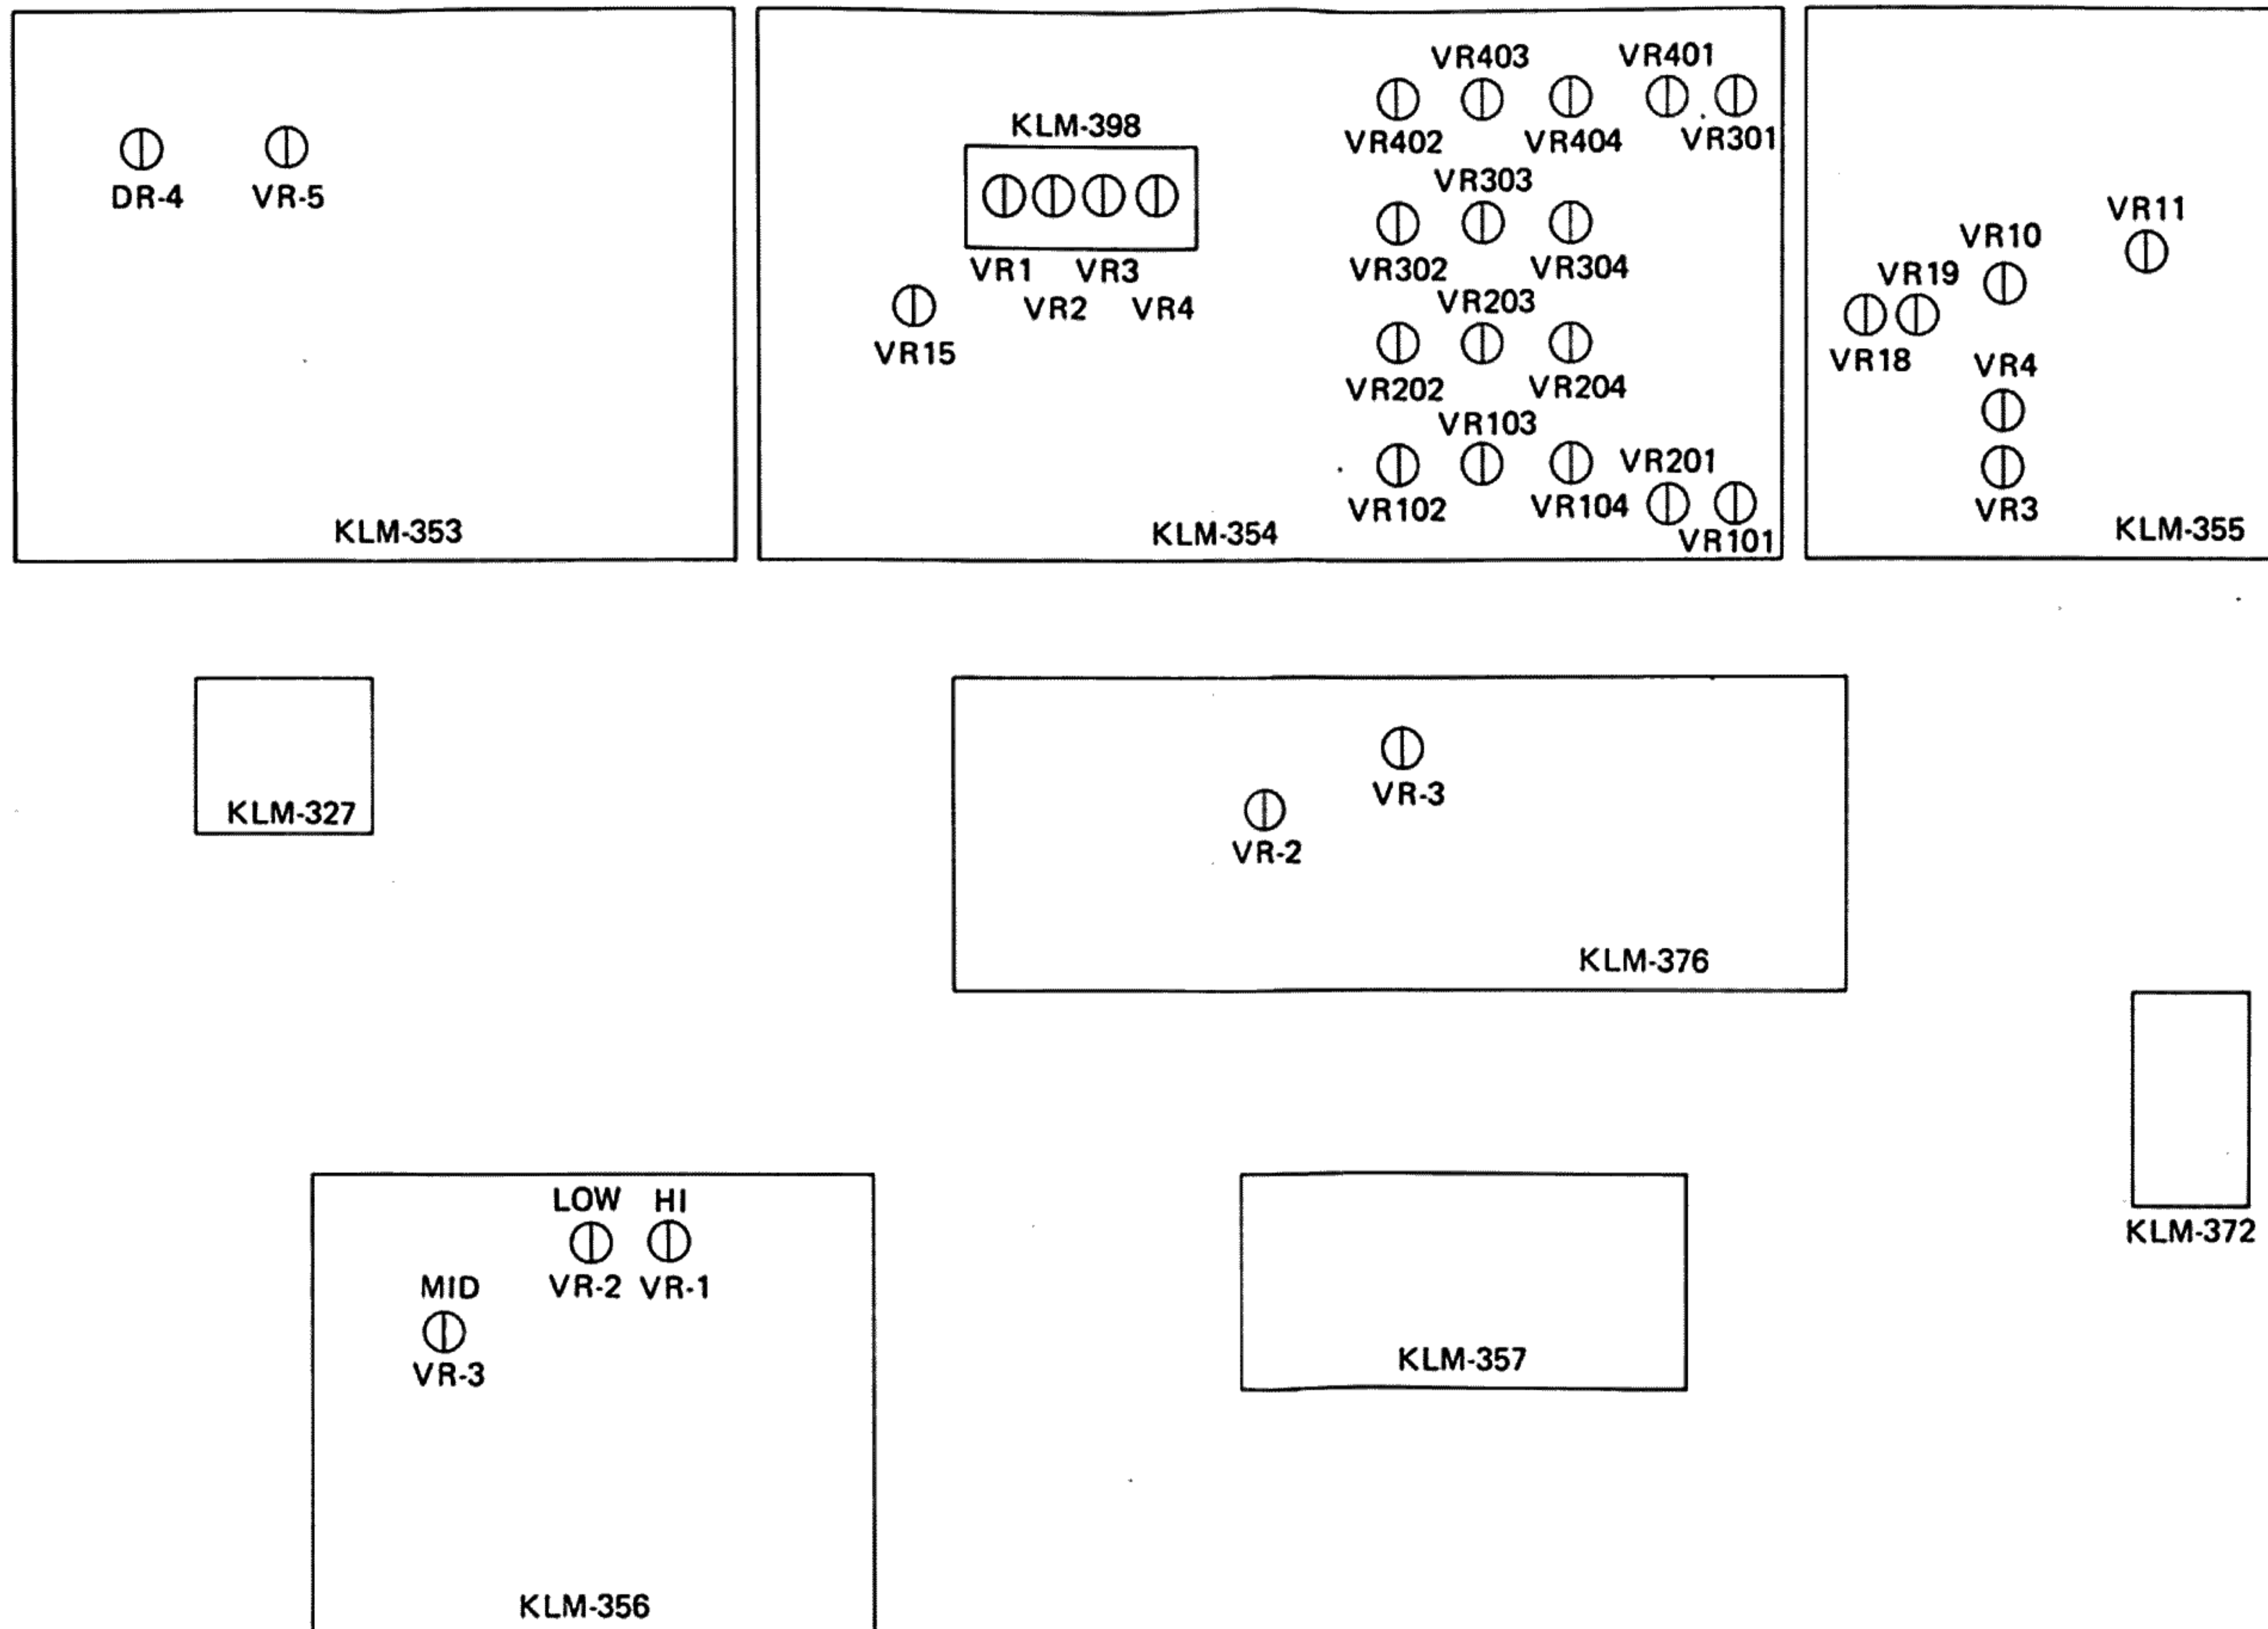 DR-4
VR-5
KLM-353
KLM-398
VR1
VR3
VR2
VR4
VR15
VR403
VR401
VR402
VR404
VR301
VR303
VR302
VR304
VR203
VR202
VR204
VR103
VR201
VR102
VR104
VR101
KLM-354
VR11
VR10
VR19
VR18
VR4
VR3
KLM-355
KLM-327
VR-3
VR-2
KLM-376
KLM-372
LOW HI
VR-2 VR-1
MID
VR-3
KLM-356
KLM-357